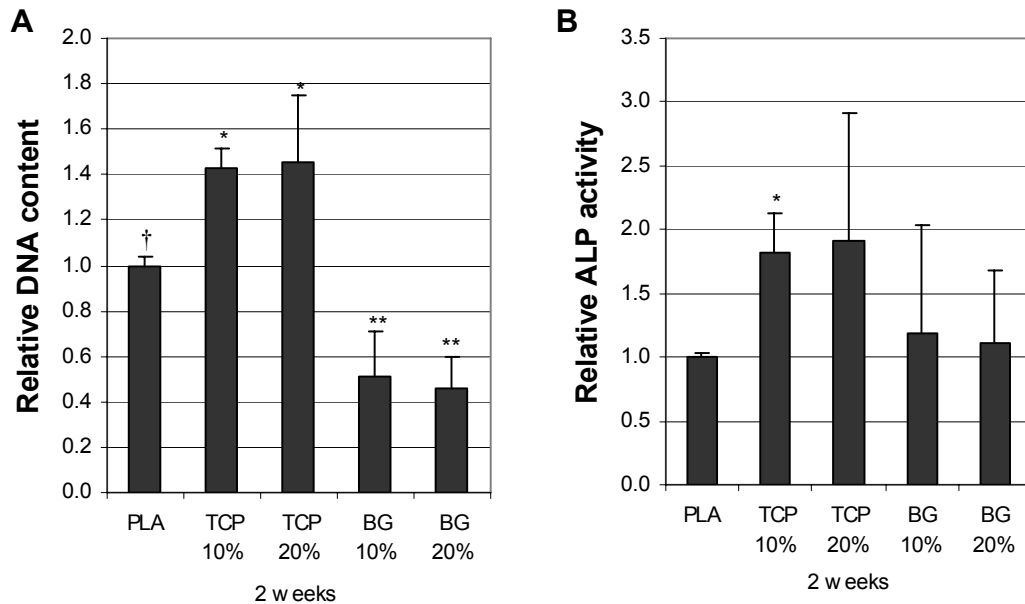 A
Relative DNA content
2.0
1.8
1.6
1.4
1.2
1.0
0.8
0.6
0.4
0.2
0.0
†
*
*
**
**
PLA TCP TCP BG BG
10% 20% 10% 20%
2 weeks
B
Relative ALP activity
3.5
3.0
2.5
2.0
1.5
1.0
0.5
0.0
*
PLA TCP TCP BG BG
10% 20% 10% 20%
2 weeks